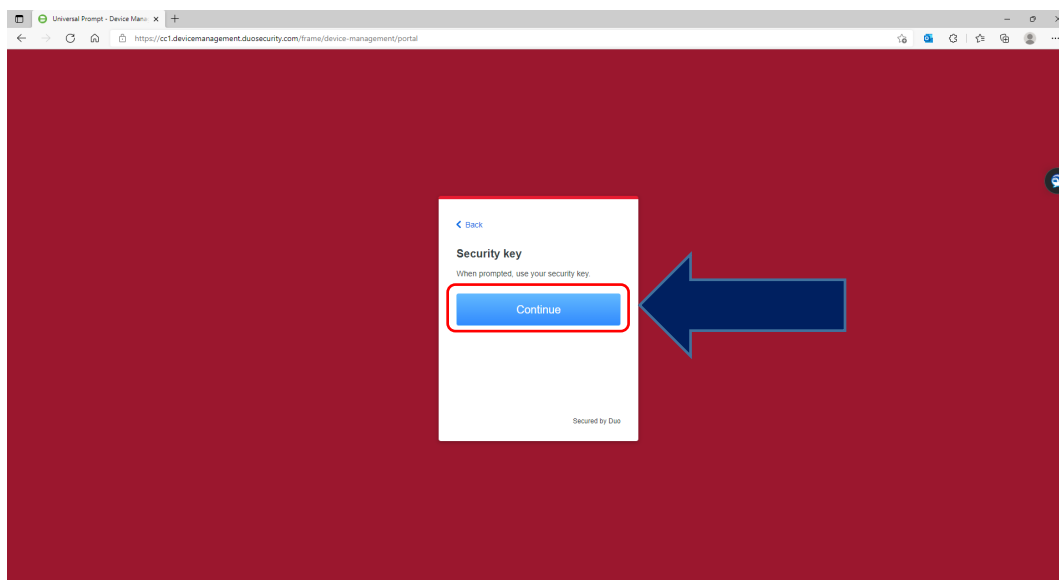 Universal Prompt - Device Mana
https://cc1.devicemanagement.duosecurity.com/frame/device-management/portal
Back
Security key
When prompted, use your security key.
Continue
Secured by Duo